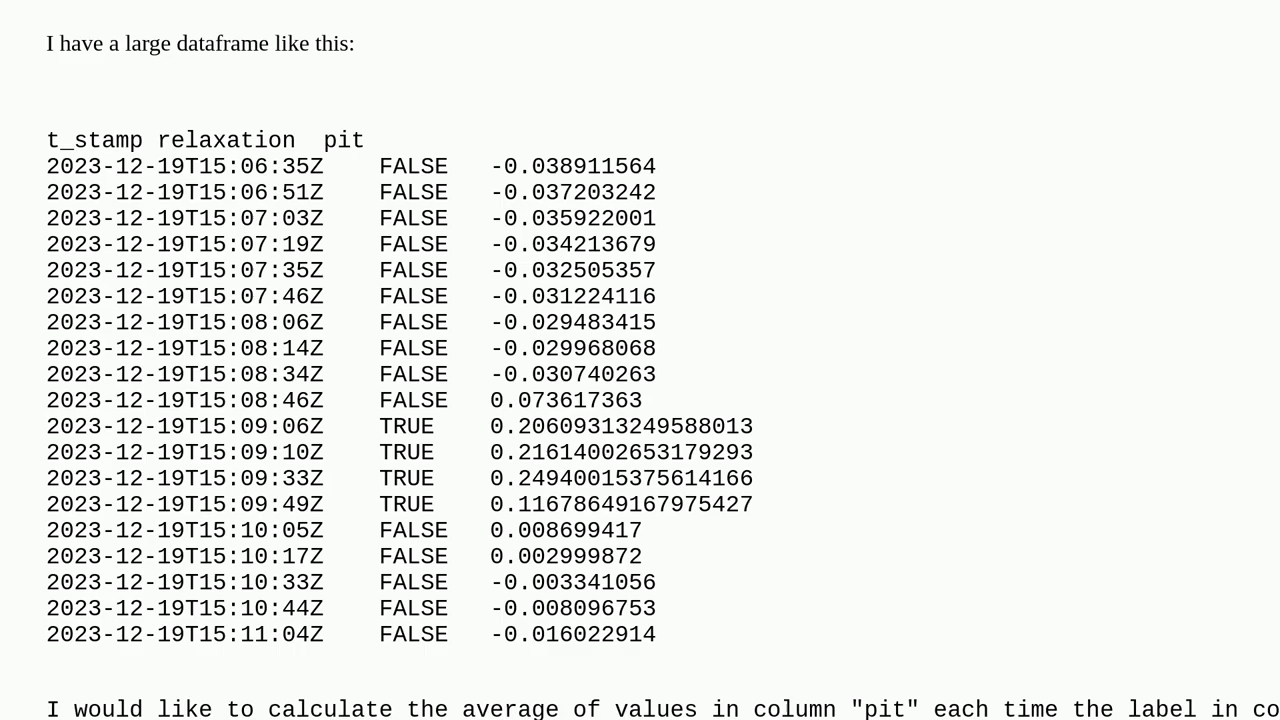 I have a large dataframe like this:
t_stamp relaxation  pit
2023-12-19T15:06:35Z    FALSE   -0.038911564
2023-12-19T15:06:51Z    FALSE   -0.037203242
2023-12-19T15:07:03Z    FALSE   -0.035922001
2023-12-19T15:07:19Z    FALSE   -0.034213679
2023-12-19T15:07:35Z    FALSE   -0.032505357
2023-12-19T15:07:46Z    FALSE   -0.031224116
2023-12-19T15:08:06Z    FALSE   -0.029483415
2023-12-19T15:08:14Z    FALSE   -0.029968068
2023-12-19T15:08:34Z    FALSE   -0.030740263
2023-12-19T15:08:46Z    FALSE   0.073617363
2023-12-19T15:09:06Z    TRUE    0.20609313249588013
2023-12-19T15:09:10Z    TRUE    0.21614002653179293
2023-12-19T15:09:33Z    TRUE    0.24940015375614166
2023-12-19T15:09:49Z    TRUE    0.11678649167975427
2023-12-19T15:10:05Z    FALSE   0.008699417
2023-12-19T15:10:17Z    FALSE   0.002999872
2023-12-19T15:10:33Z    FALSE   -0.003341056
2023-12-19T15:10:44Z    FALSE   -0.008096753
2023-12-19T15:11:04Z    FALSE   -0.016022914
I would like to calculate the average of values in column "pit" each time the label in co